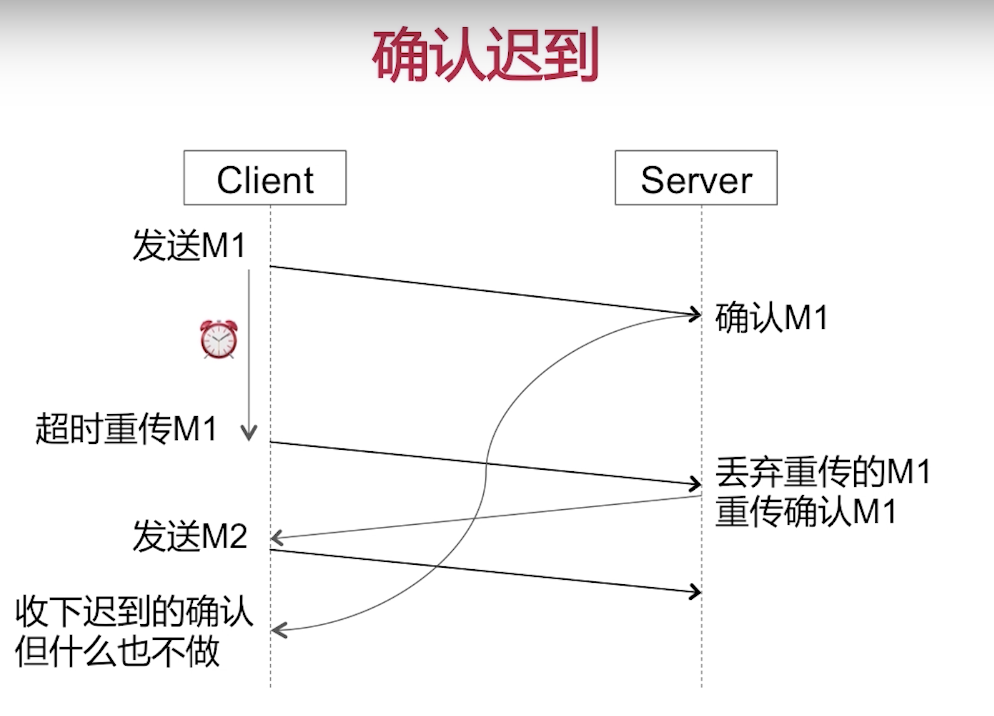 确认迟到
Client
Server
发送M1
确认M1
超时重传M1
丢弃重传的M1
重传确认M1
发送M2
收下迟到的确认
但什么也不做